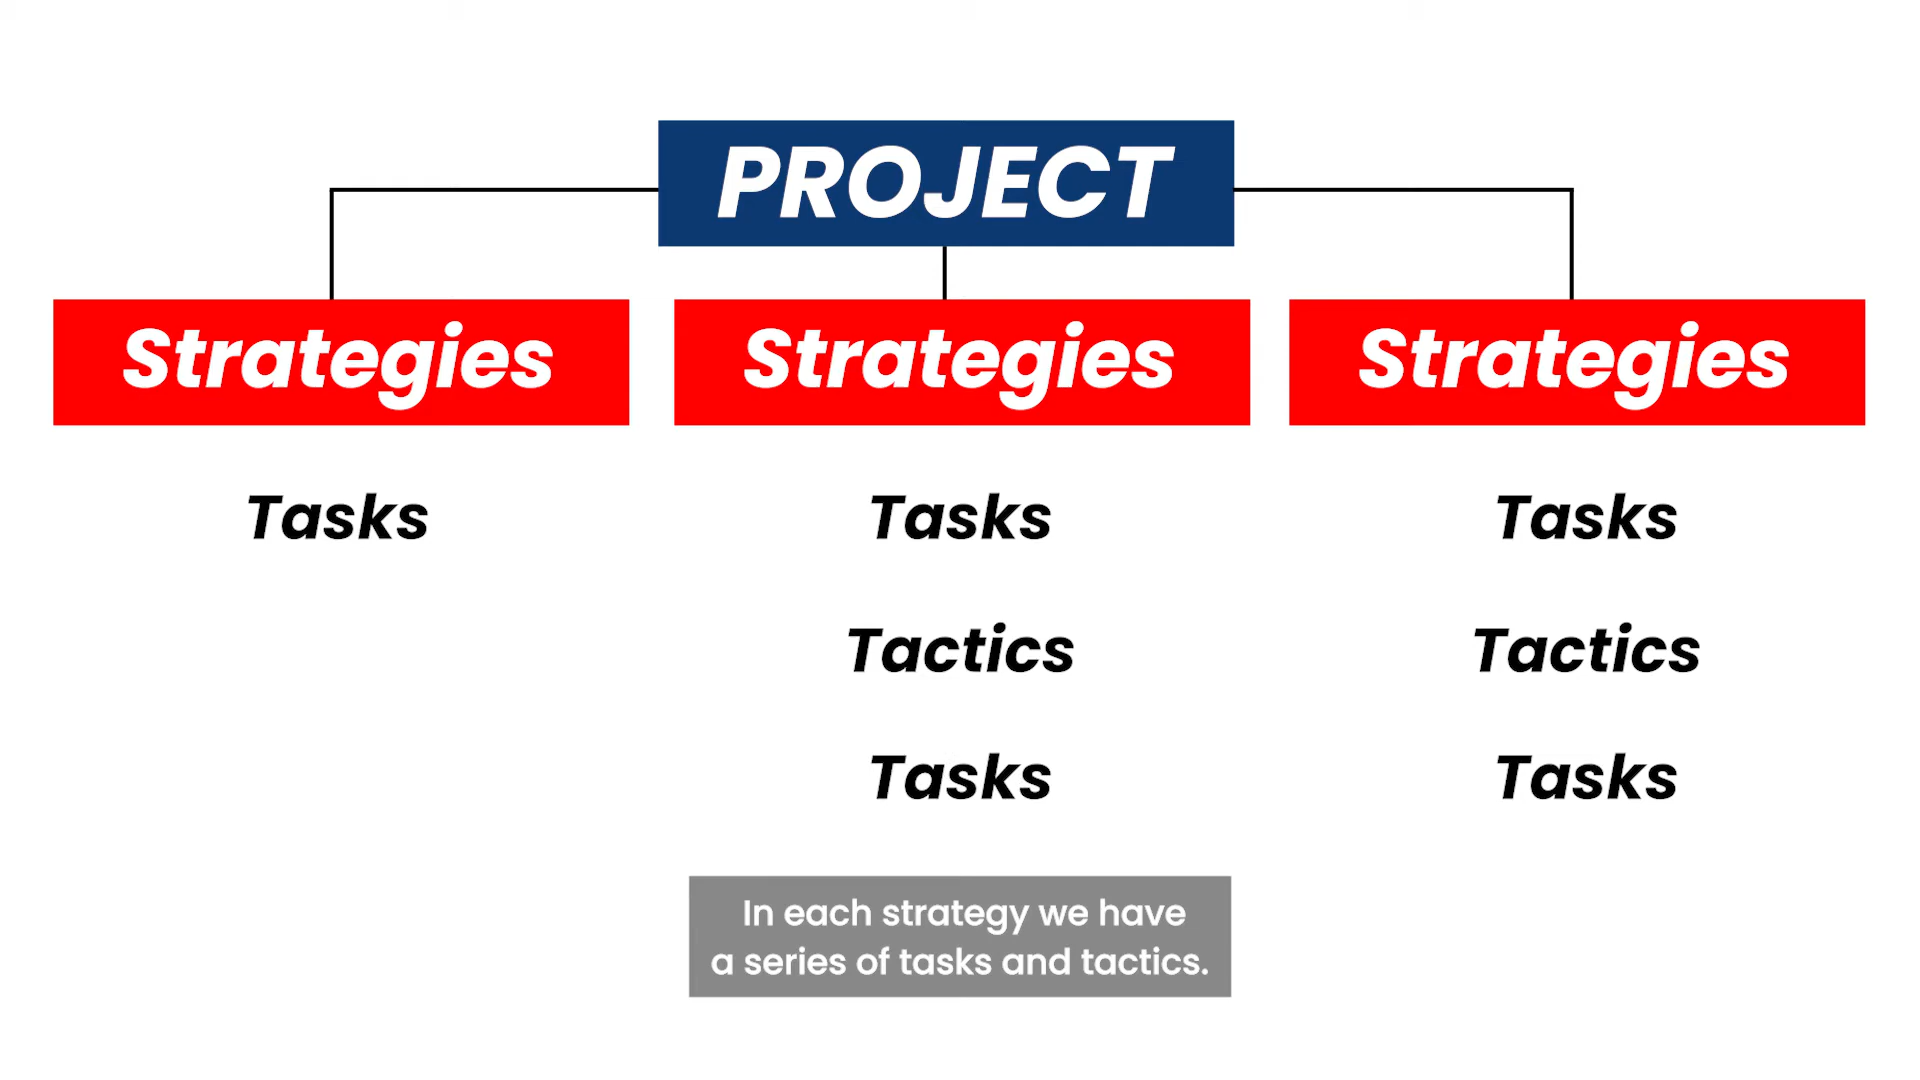 PROJECT
Strategies Strategies Strategies
Tasks Tasks Tasks
Tactics Tactics
Tasks Tasks
In each strategy we have
a series of tasks and tactics.